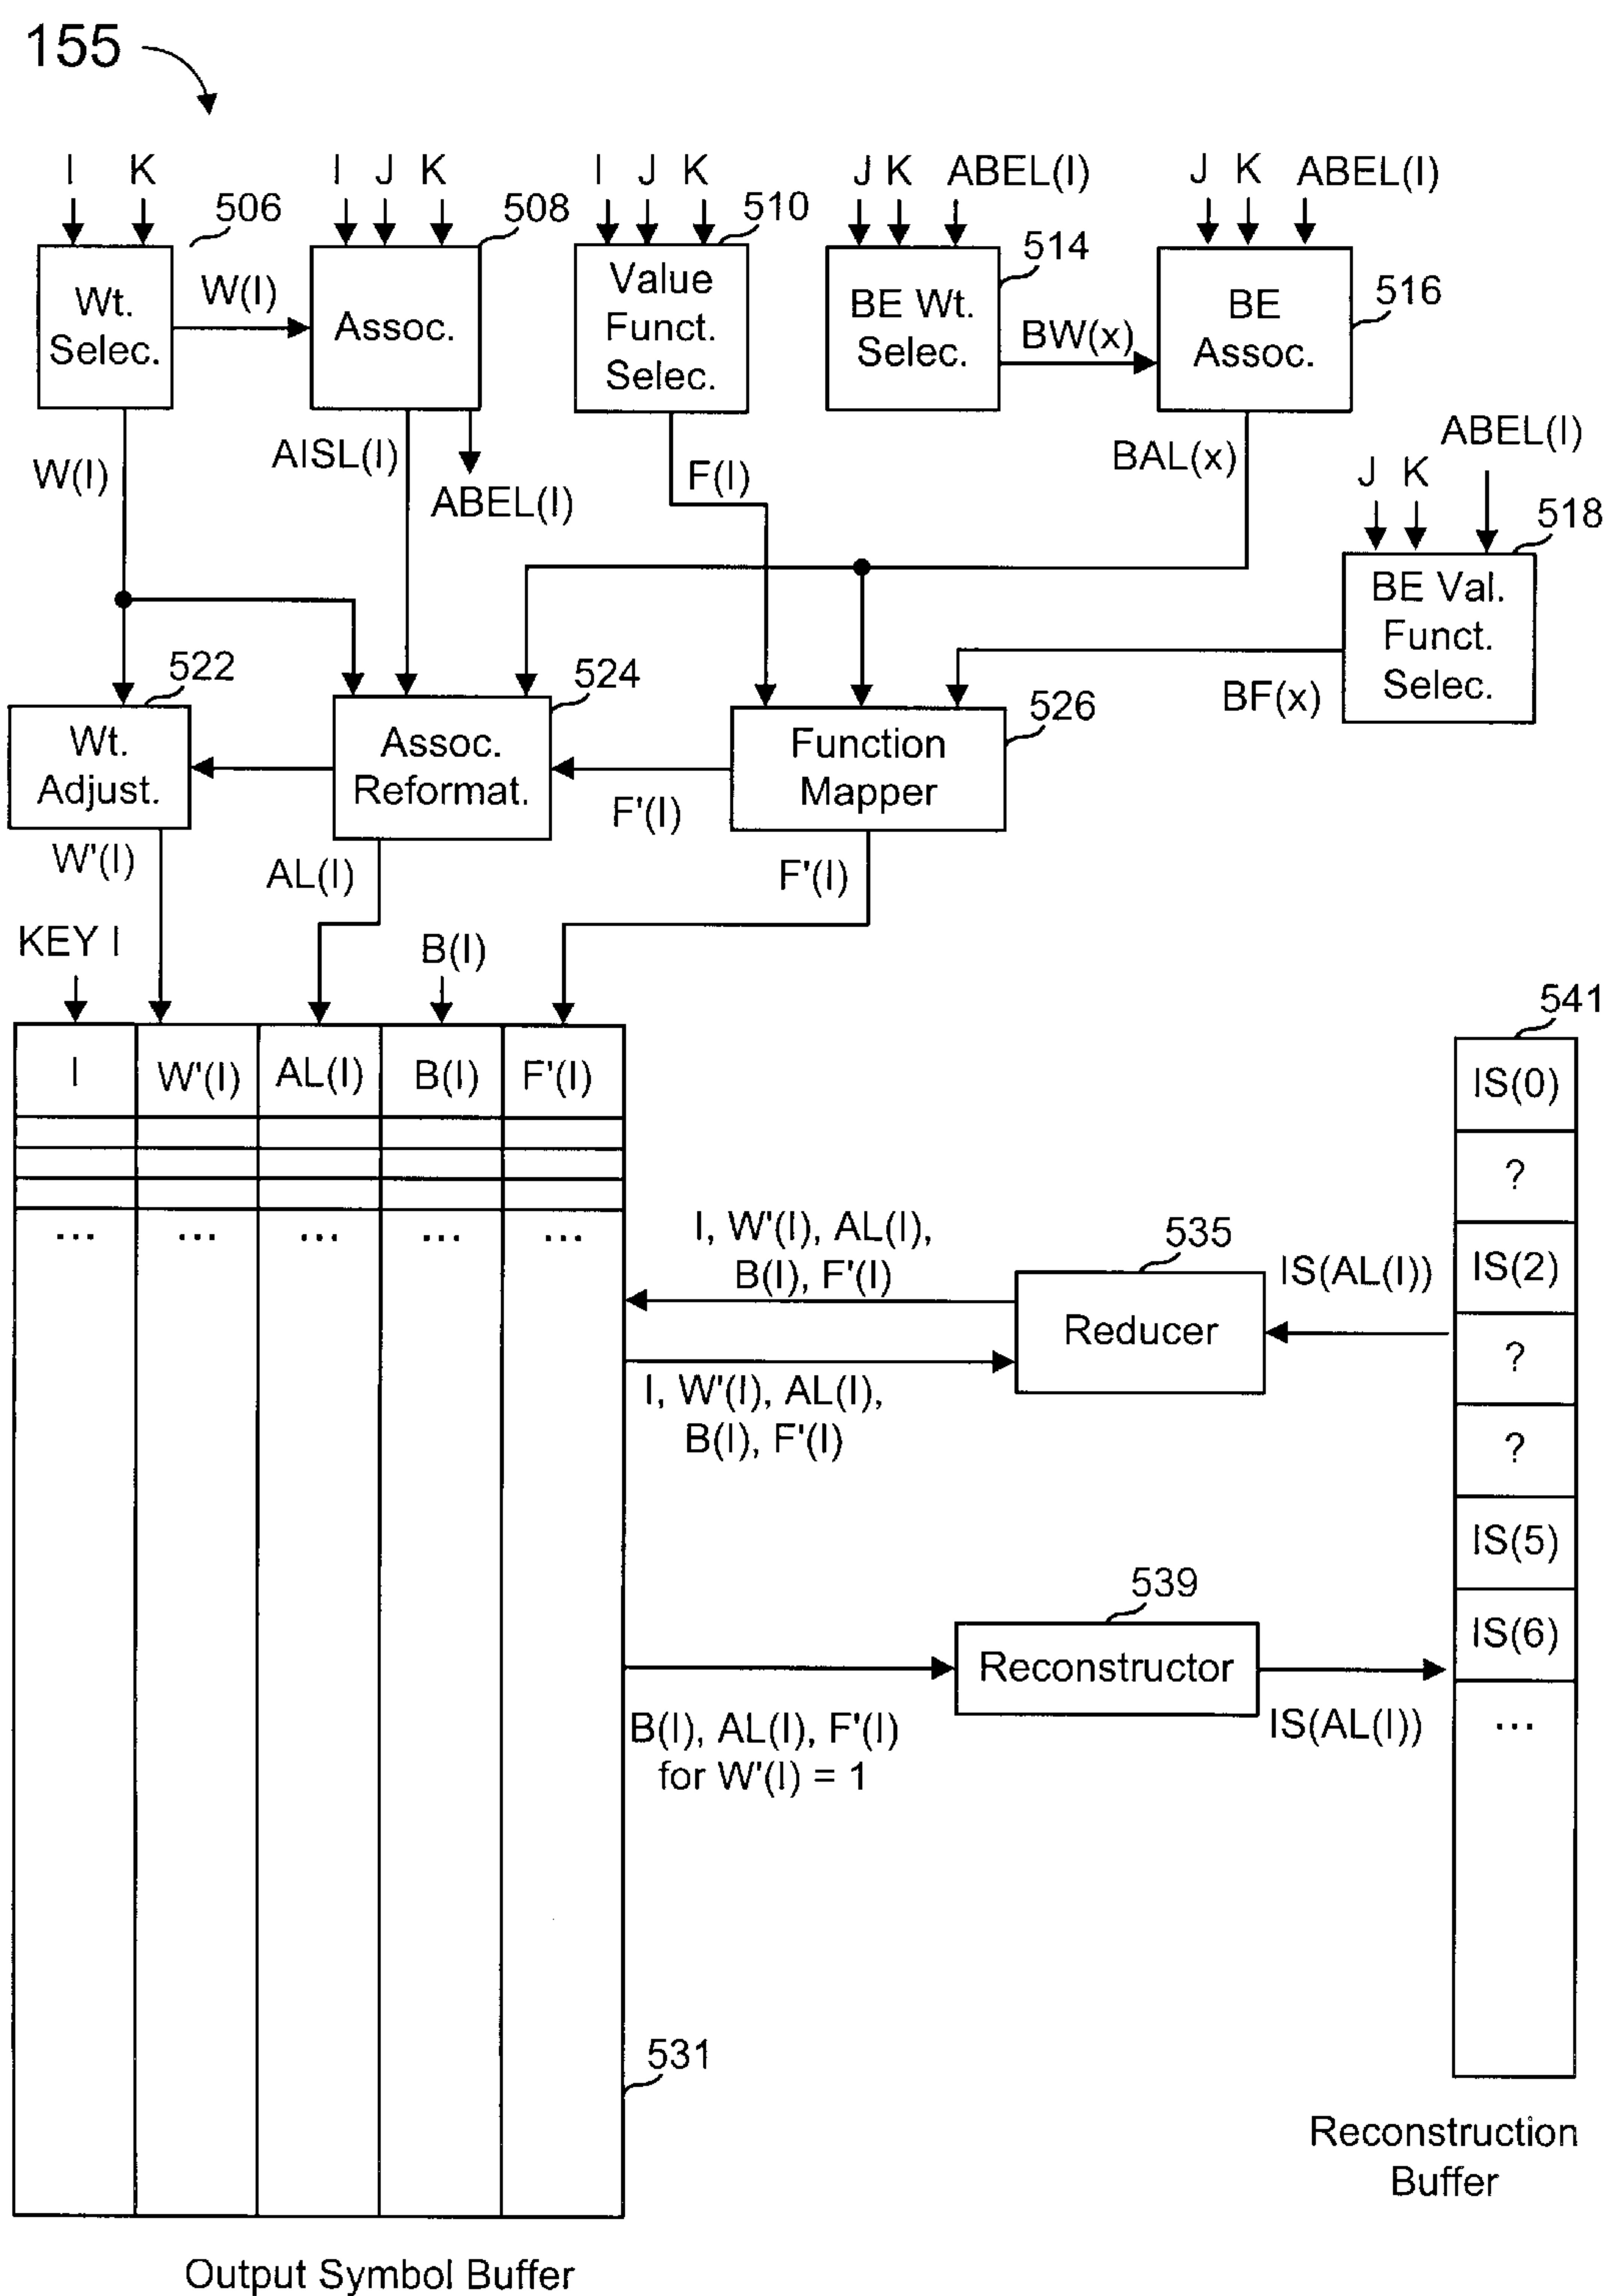 155
I K
506
I J K
508
I J K
510
J K ABEL(I)
514
J K ABEL(I)
516
Wt.
Selec.
W(I)
Assoc.
Value
Funct.
Selec.
BE Wt.
Selec.
BW(x)
BE
Assoc.
W(I)
AISL(I)
ABEL(I)
F(I)
BAL(x)
ABEL(I)
J K
518
BE Val.
Funct.
Selec.
BF(x)
522
524
526
Wt.
Adjust.
Assoc.
Reformat.
F'(I)
Function
Mapper
W'(I)
AL(I)
F'(I)
KEY I
B(I)
I W'(I) AL(I) B(I) F'(I)
... ... ... ... ...
541
IS(0)
?
IS(2)
?
?
IS(5)
IS(6)
...
I, W'(I), AL(I),
B(I), F'(I)
535
Reducer
IS(AL(I))
I, W'(I), AL(I),
B(I), F'(I)
539
Reconstructor
B(I), AL(I), F'(I)
for W'(I) = 1
IS(AL(I))
531
Reconstruction
Buffer
Output Symbol Buffer